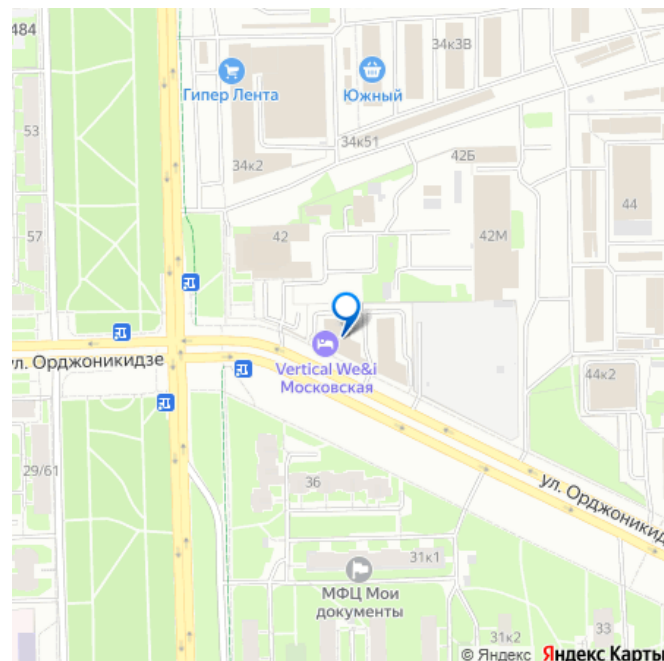 484
34к3В
Гипер Лента
Южный
53
34к51
34к2
42Б
44
57
42
42М
ул. Орджоникидзе
Vertical We&i
Московская
44к2
29/61
36
ул. Орджоникидз
31к1
МФЦ Мои
документы
31к2
33
© Яндекс Яндекс Карты